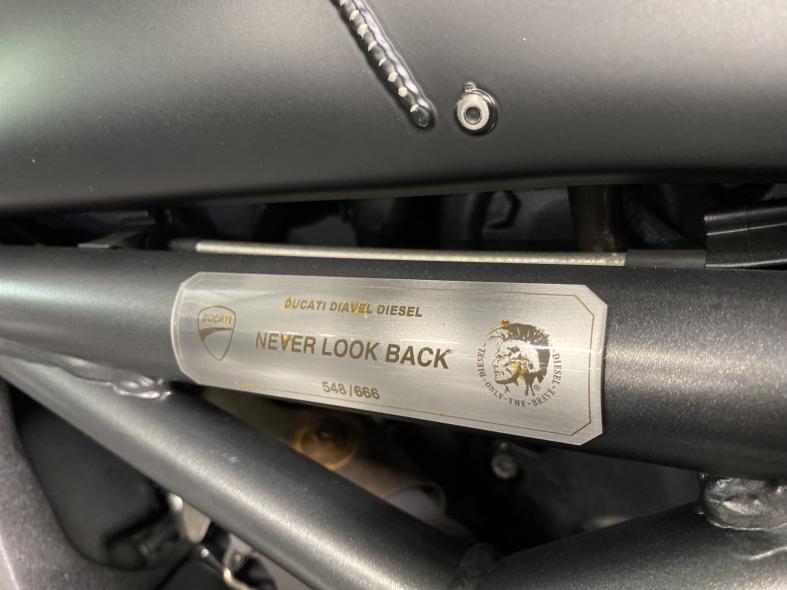 DUCATI DIAVEL DIESEL
DUCATI
NEVER LOOK BACK
548/666
DIESEL
DIESEL
-ONLY-THE-BRAVE-
®